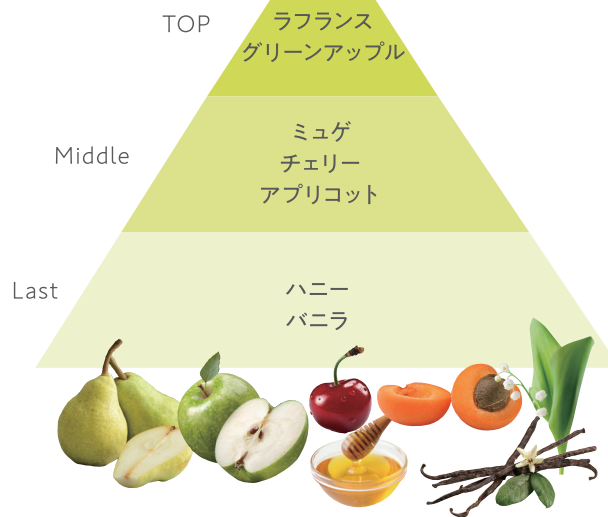 TOP
ラフランス
グリーンアップル
Middle
ミュゲ
チェリー
アプリコット
Last
ハニー
バニラ